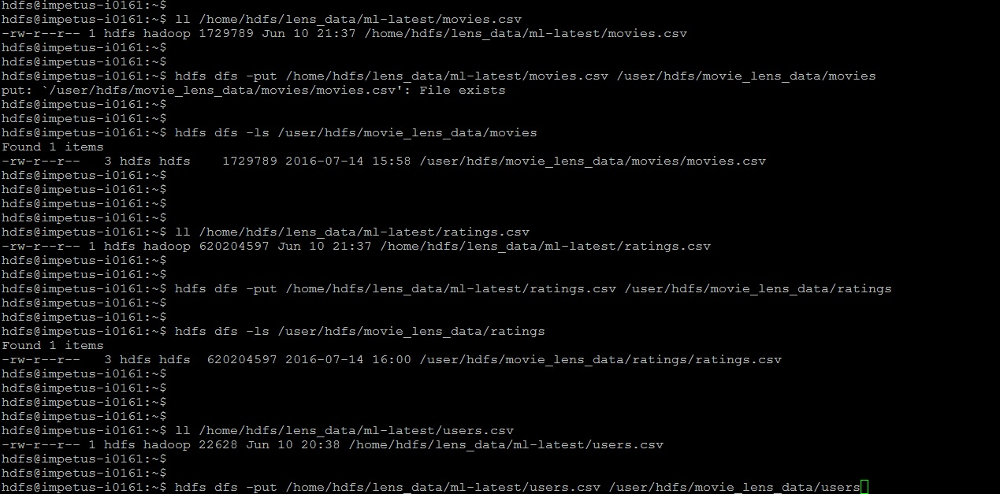 hdfs@impetus-i0161:~$
hdfs@impetus-i0161:~$ ll /home/hdfs/lens_data/ml-latest/movies.csv
-rw-r--r-- 1 hdfs hadoop 1729789 Jun 10 21:37 /home/hdfs/lens_data/ml-latest/movies.csv
hdfs@impetus-i0161:~$
hdfs@impetus-i0161:~$
hdfs@impetus-i0161:~$ hdfs dfs -put /home/hdfs/lens_data/ml-latest/movies.csv /user/hdfs/movie_lens_data/movies
put: `/user/hdfs/movie_lens_data/movies/movies.csv': File exists
hdfs@impetus-i0161:~$
hdfs@impetus-i0161:~$
hdfs@impetus-i0161:~$ hdfs dfs -ls /user/hdfs/movie_lens_data/movies
Found 1 items
-rw-r--r--   3 hdfs hdfs    1729789 2016-07-14 15:58 /user/hdfs/movie_lens_data/movies/movies.csv
hdfs@impetus-i0161:~$
hdfs@impetus-i0161:~$
hdfs@impetus-i0161:~$
hdfs@impetus-i0161:~$
hdfs@impetus-i0161:~$ ll /home/hdfs/lens_data/ml-latest/ratings.csv
-rw-r--r-- 1 hdfs hadoop 620204597 Jun 10 21:37 /home/hdfs/lens_data/ml-latest/ratings.csv
hdfs@impetus-i0161:~$
hdfs@impetus-i0161:~$
hdfs@impetus-i0161:~$ hdfs dfs -put /home/hdfs/lens_data/ml-latest/ratings.csv /user/hdfs/movie_lens_data/ratings
hdfs@impetus-i0161:~$
hdfs@impetus-i0161:~$
hdfs@impetus-i0161:~$ hdfs dfs -ls /user/hdfs/movie_lens_data/ratings
Found 1 items
-rw-r--r--   3 hdfs hdfs  620204597 2016-07-14 16:00 /user/hdfs/movie_lens_data/ratings/ratings.csv
hdfs@impetus-i0161:~$
hdfs@impetus-i0161:~$
hdfs@impetus-i0161:~$
hdfs@impetus-i0161:~$
hdfs@impetus-i0161:~$ ll /home/hdfs/lens_data/ml-latest/users.csv
-rw-r--r-- 1 hdfs hadoop 22628 Jun 10 20:38 /home/hdfs/lens_data/ml-latest/users.csv
hdfs@impetus-i0161:~$
hdfs@impetus-i0161:~$
hdfs@impetus-i0161:~$ hdfs dfs -put /home/hdfs/lens_data/ml-latest/users.csv /user/hdfs/movie_lens_data/users